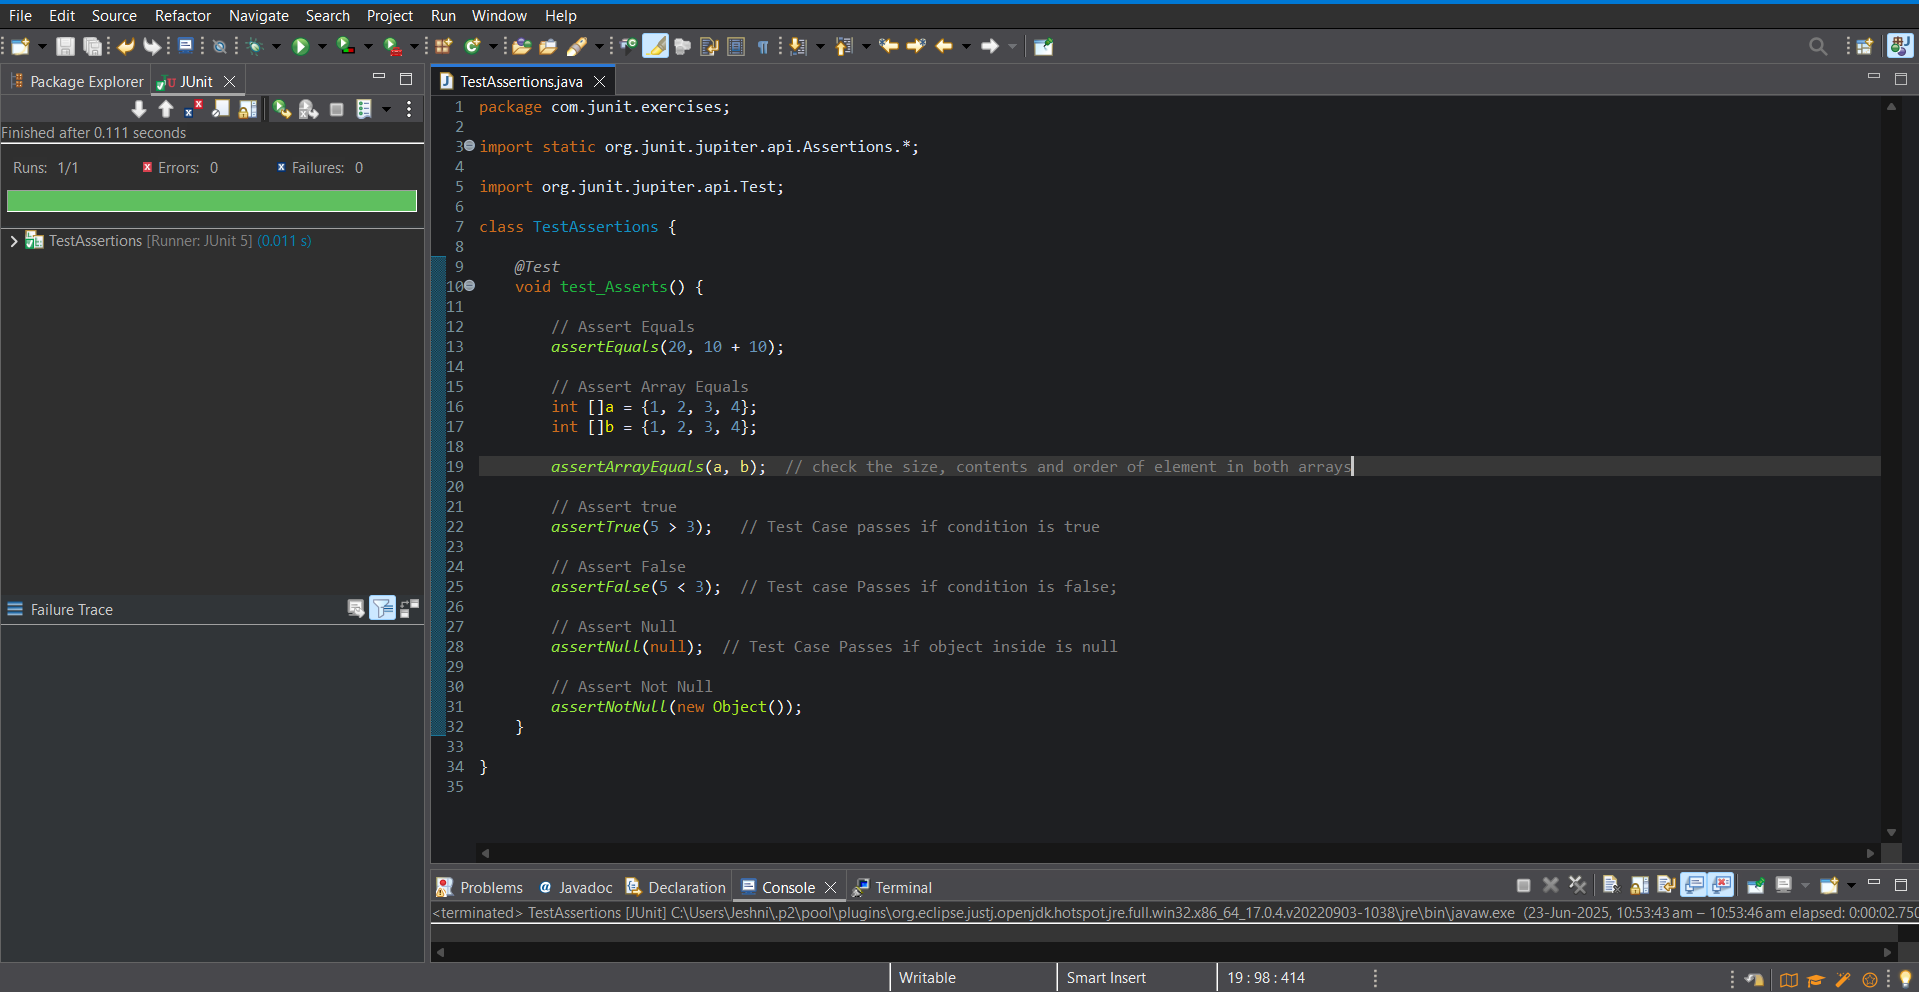 File Edit Source Refactor Navigate Search Project Run Window Help
Package Explorer JUnit
Finished after 0.111 seconds
Runs: 1/1 Errors: 0 Failures: 0
TestAssertions [Runner: JUnit 5] (0.011 s)
Failure Trace
TestAssertions.java
1 package com.junit.exercises;
2
3 import static org.junit.jupiter.api.Assertions.*;
4
5 import org.junit.jupiter.api.Test;
6
7 class TestAssertions {
8
9 @Test
10 void test_Asserts() {
11
12 // Assert Equals
13 assertEquals(20, 10 + 10);
14
15 // Assert Array Equals
16 int []a = {1, 2, 3, 4};
17 int []b = {1, 2, 3, 4};
18
19 assertArrayEquals(a, b); // check the size, contents and order of element in both arrays
20
21 // Assert true
22 assertTrue(5 > 3); // Test Case passes if condition is true
23
24 // Assert False
25 assertFalse(5 < 3); // Test case Passes if condition is false;
26
27 // Assert Null
28 assertNull(null); // Test Case Passes if object inside is null
29
30 // Assert Not Null
31 assertNotNull(new Object());
32 }
33
34 }
35
Problems Javadoc Declaration Console Terminal
<terminated> TestAssertions [JUnit] C:\Users\Jeshni\.p2\pool\plugins\org.eclipse.justj.openjdk.hotspot.jre.full.win32.x86_64_17.0.4.v20220903-1038\jre\bin\javaw.exe (23-Jun-2025, 10:53:43 am – 10:53:46 am elapsed: 0:00:02.750
Writable Smart Insert 19 : 98 : 414